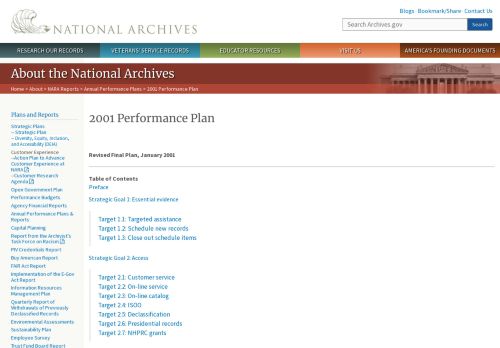 Blogs · Bookmark/Share · Contact Us
NATIONAL ARCHIVES
Search Archives.gov
Search
RESEARCH OUR RECORDS
VETERANS' SERVICE RECORDS
EDUCATOR RESOURCES
VISIT US
AMERICA'S FOUNDING DOCUMENTS
About the National Archives
Home > About > NARA Reports > Annual Performance Plans > 2001 Performance Plan
Plans and Reports
Strategic Plans
– Strategic Plan
– Diversity, Equity, Inclusion,
and Accessibility (DEIA)
Customer Experience
–Action Plan to Advance
Customer Experience at
NARA
–Customer Research
Agenda
Open Government Plan
Performance Budgets
Agency Financial Reports
Annual Performance Plans &
Reports
Capital Planning
Report from the Archivist's
Task Force on Racism
PIV Credentials Report
Buy American Report
FAIR Act Report
Implementation of the E-Gov
Act Report
Information Resources
Management Plan
Quarterly Report of
Withdrawals of Previously
Declassified Records
Environmental Assessments
Sustainability Plan
Employee Survey
Trust Fund Board Report
2001 Performance Plan
Revised Final Plan, January 2001
Table of Contents
Preface
Strategic Goal 1: Essential evidence
Target 1.1: Targeted assistance
Target 1.2: Schedule new records
Target 1.3: Close out schedule items
Strategic Goal 2: Access
Target 2.1: Customer service
Target 2.2: On-line service
Target 2.3: On-line catalog
Target 2.4: ISOO
Target 2.5: Declassification
Target 2.6: Presidential records
Target 2.7: NHPRC grants